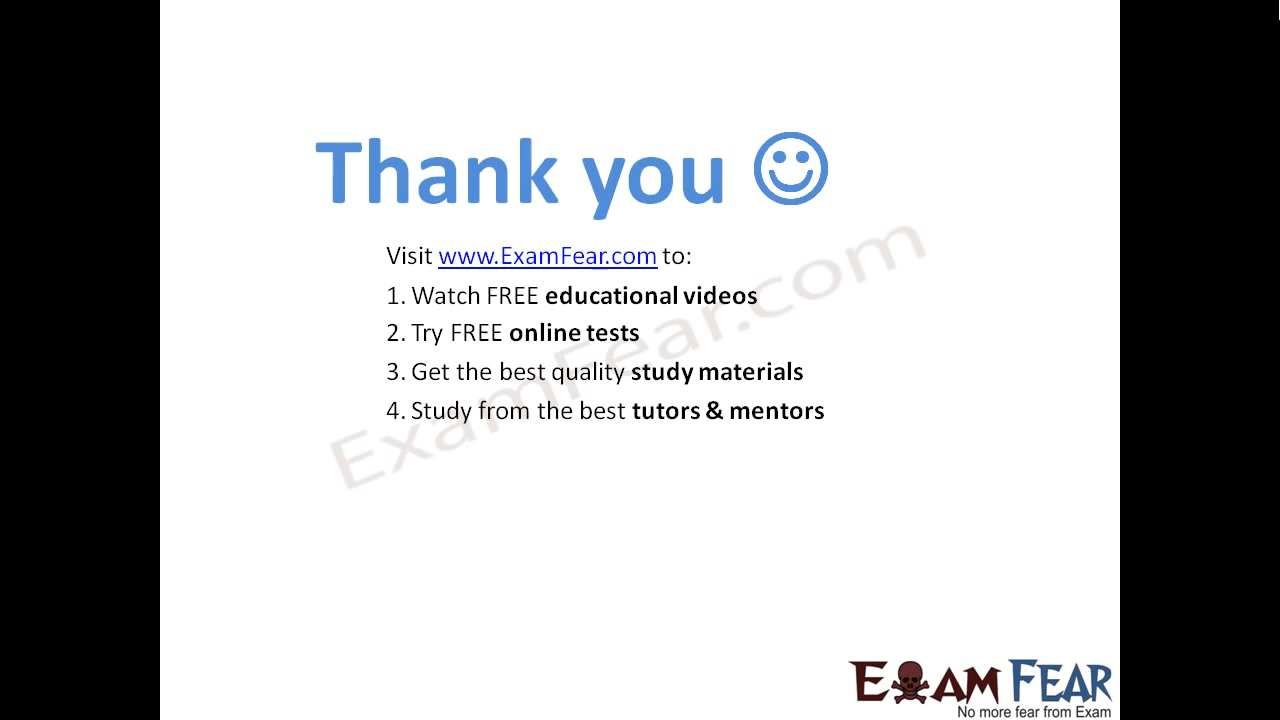 Thank you ☺
Visit www.ExamFear.com to:
1. Watch FREE educational videos
2. Try FREE online tests
3. Get the best quality study materials
4. Study from the best tutors & mentors
ExamFear.com
EXAM FEAR
No more fear from Exam